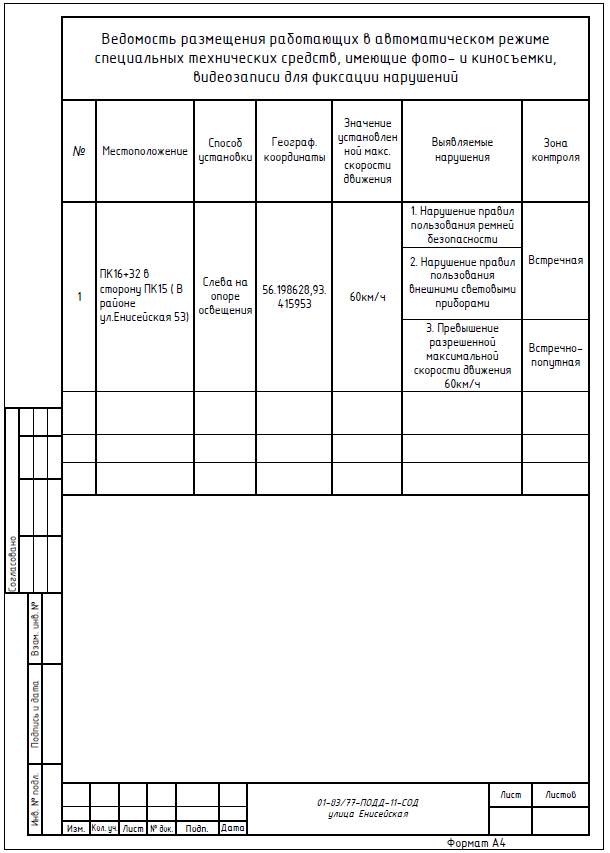 Ведомость размещения работающих в автоматическом режиме
специальных технических средств, имеющие фото- и киносъемки,
видеозаписи для фиксации нарушений
№
Местоположение
Способ
установки
Географ.
координаты
Значение
установлен
ной макс.
скорости
движения
Выявляемые
нарушения
Зона
контроля
1
ПК16+32 в
сторону ПК15 ( В
районе
ул.Енисейская 53)
Слева на
опоре
освещения
56.198628,93.
415953
60км/ч
1. Нарушение правил
пользования ремней
безопасности
2. Нарушение правил
пользования
внешними световыми
приборами
Встречная
3. Превышение
разрешенной
максимальной
скорости движения
60км/ч
Встречно-
попутная
Согласовано
Взам. инв. №
Подпись и дата
Инв. № подл.
Изм.
Кол. уч.
Лист
№ док.
Подп.
Дата
01-83/77-ПОДД-11-СОД
улица Енисейская
Лист
Листов
Формат А4